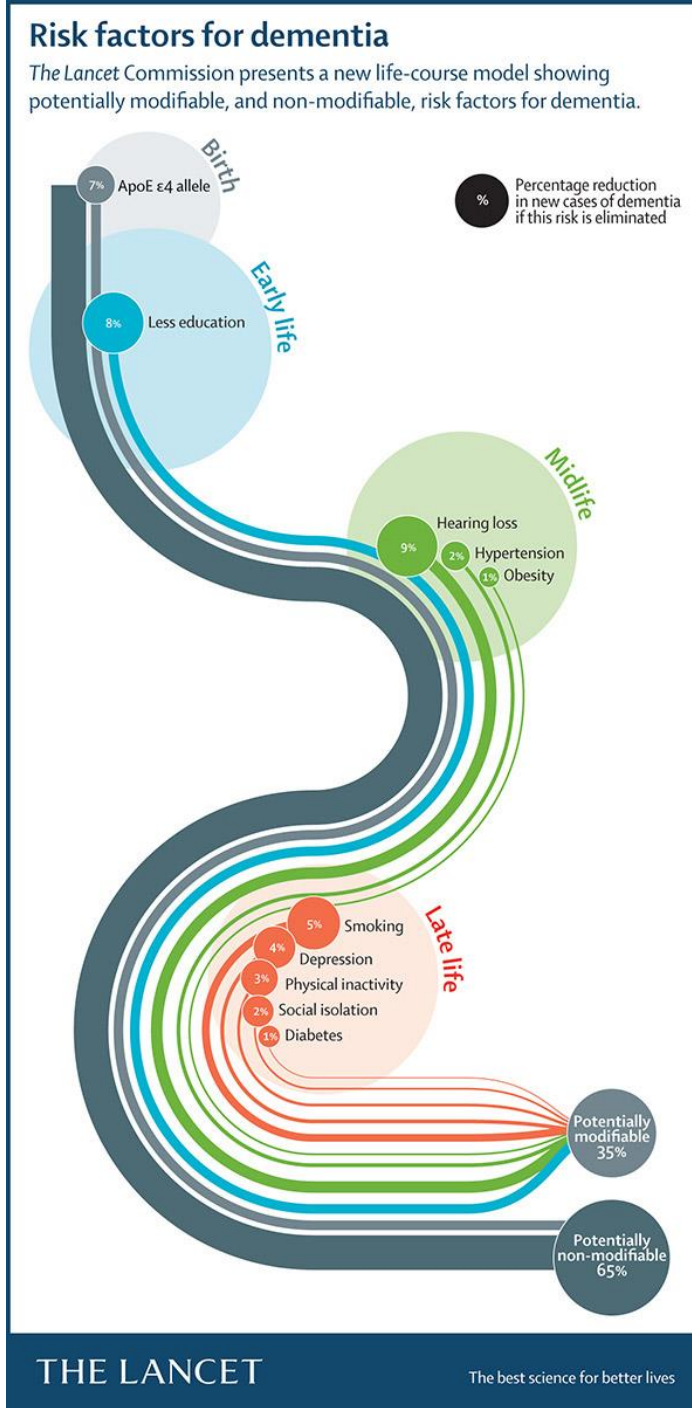 Risk factors for dementia
The Lancet Commission presents a new life-course model showing
potentially modifiable, and non-modifiable, risk factors for dementia.
Birth
7% ApoE ε4 allele
%
Percentage reduction
in new cases of dementia
if this risk is eliminated
Early life
8% Less education
Midlife
9% Hearing loss
2% Hypertension
1% Obesity
Late life
5% Smoking
4% Depression
3% Physical inactivity
2% Social isolation
1% Diabetes
Potentially
modifiable
35%
Potentially
non-modifiable
65%
THE LANCET
The best science for better lives